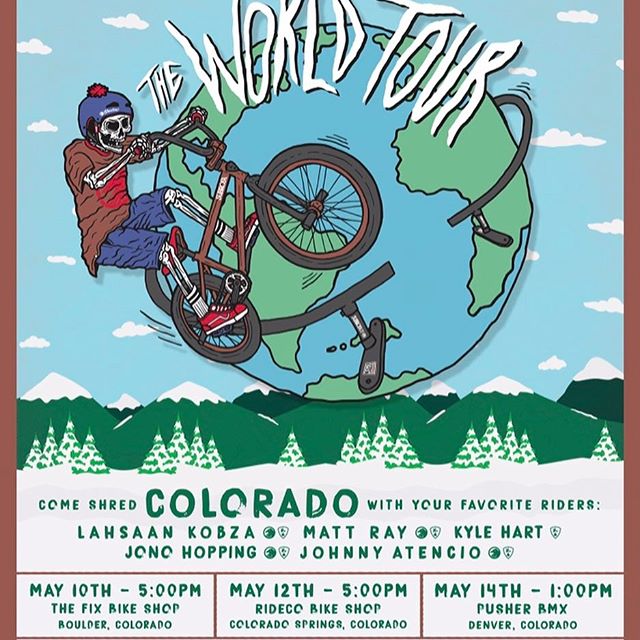 THE WORLD TOUR
COME SHRED COLORADO WITH YOUR FAVORITE RIDERS:
LAHSAAN KOBZA MATT RAY KYLE HART
JONO HOPPING JOHNNY ATENCIO
MAY 10TH - 5:00PM
THE FIX BIKE SHOP
BOULDER, COLORADO
MAY 12TH - 5:00PM
RIDECO BIKE SHOP
COLORADO SPRINGS, COLORADO
MAY 14TH - 1:00PM
PUSHER BMX
DENVER, COLORADO